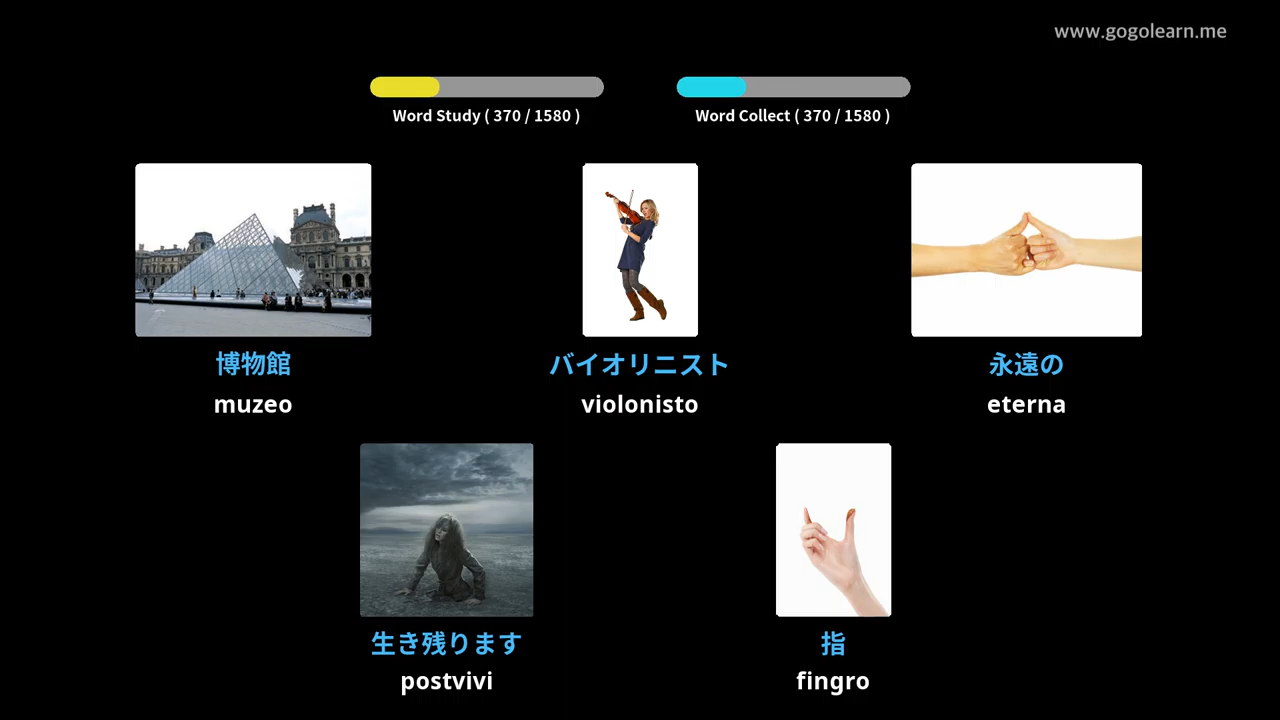 www.gogolearn.me
Word Study ( 370 / 1580 )
Word Collect ( 370 / 1580 )
博物館
muzeo
バイオリニスト
violonisto
永遠の
eterna
生き残ります
postvivi
指
fingro